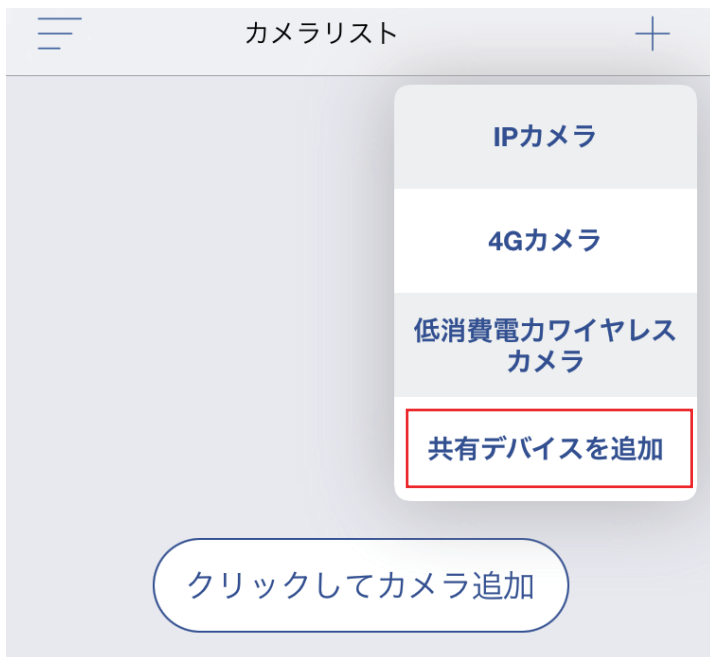 カメラリスト
IPカメラ
4Gカメラ
低消費電力ワイヤレス
カメラ
共有デバイスを追加
クリックしてカメラ追加